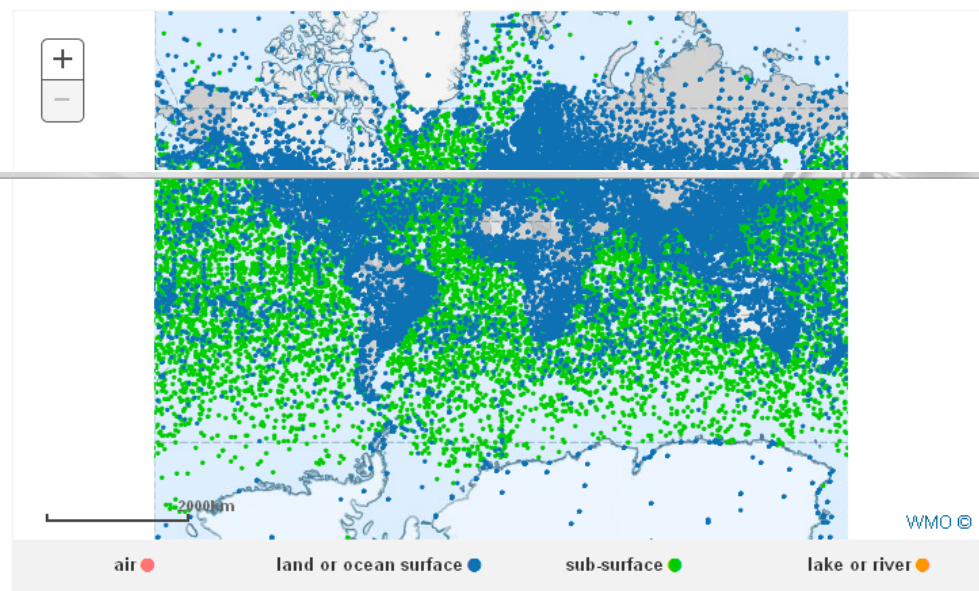 +
−
2000km
WMO ©
air land or ocean surface sub-surface lake or river